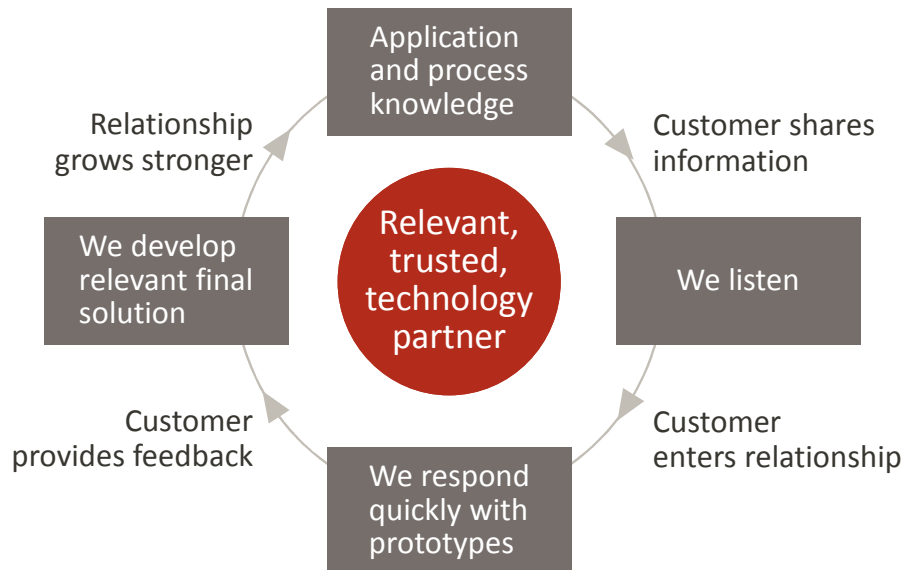 Application
and process
knowledge
Customer shares
information
We listen
Customer
enters relationship
We respond
quickly with
prototypes
Customer
provides feedback
We develop
relevant final
solution
Relationship
grows stronger
Relevant,
trusted,
technology
partner